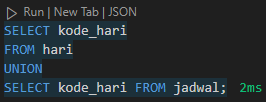 Run | New Tab | JSON
SELECT kode_hari
FROM hari
UNION
SELECT kode_hari FROM jadwal; 2ms